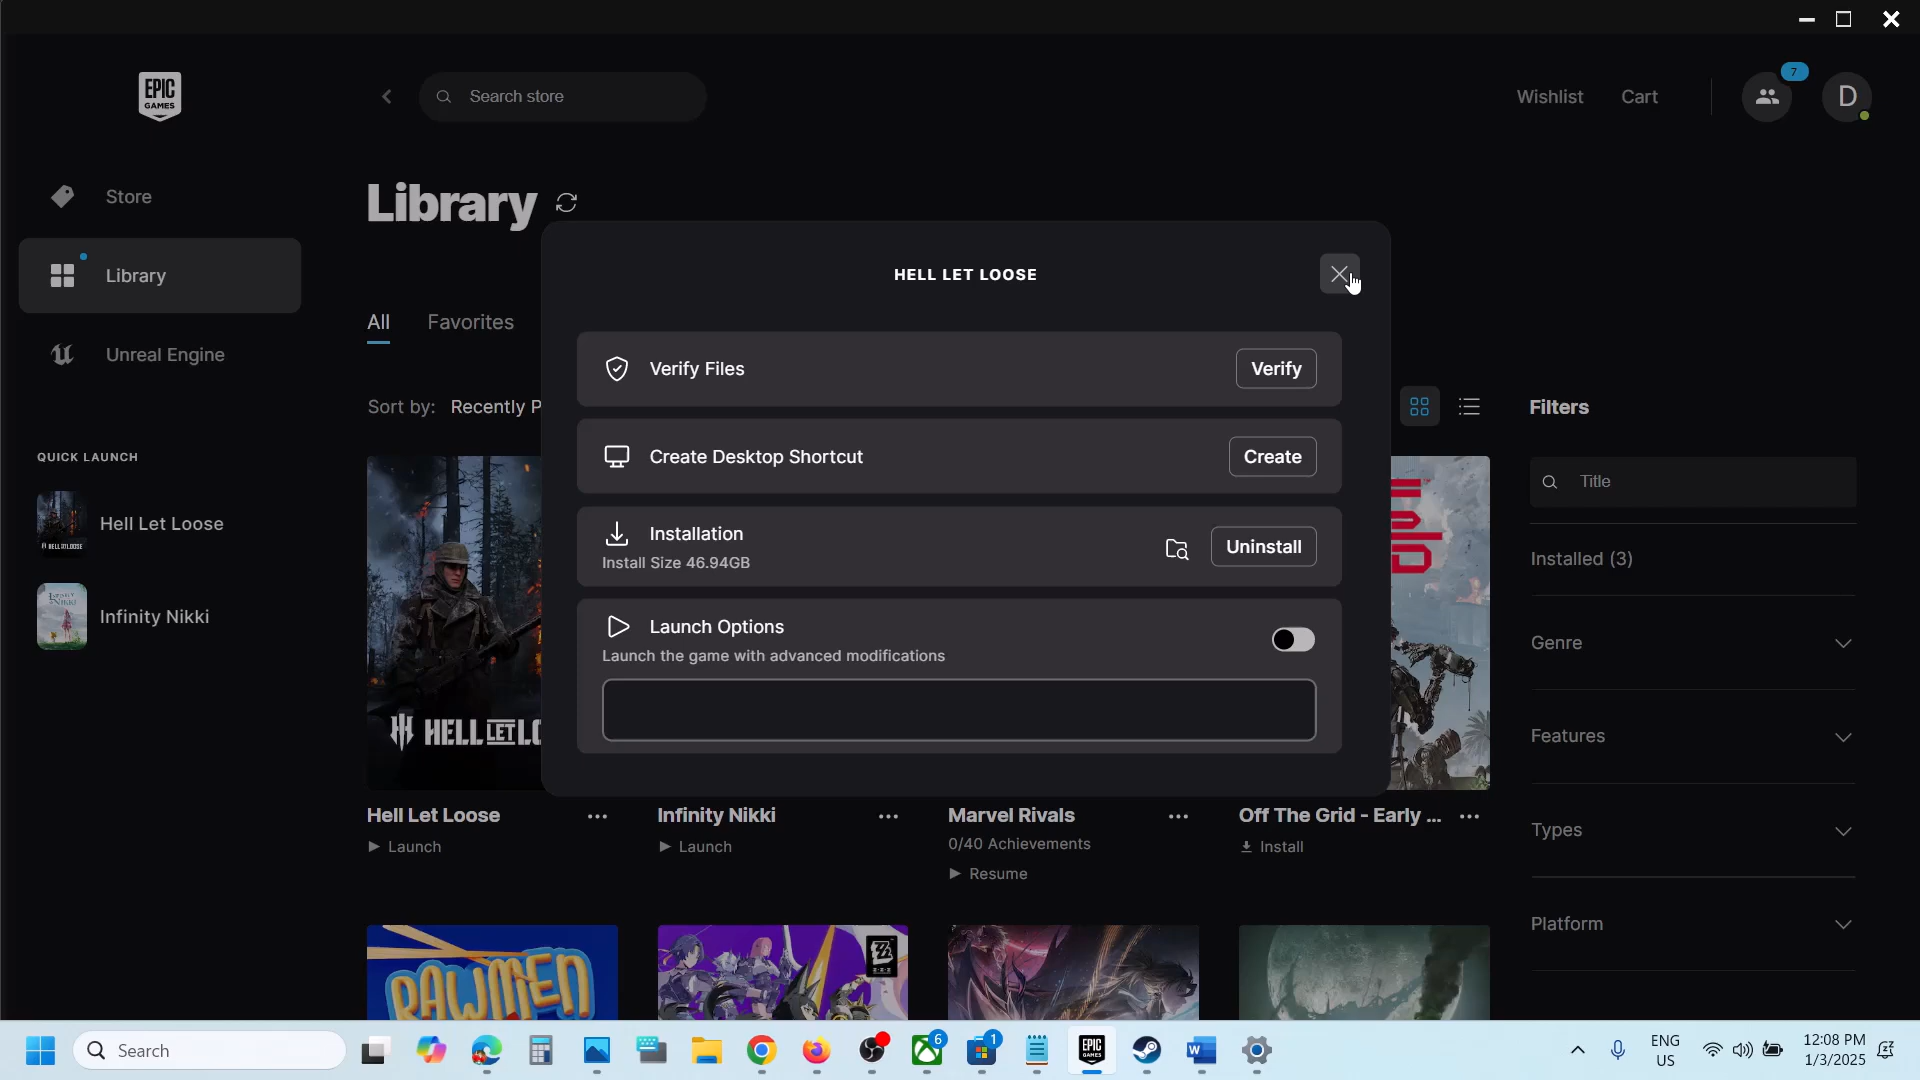 EPIC
GAMES
Search store
Wishlist
Cart
7
D
Store
Library
Unreal Engine
QUICK LAUNCH
Hell Let Loose
Infinity Nikki
Library
All
Favorites
Sort by:
Recently P
HELL LET LOOSE
Verify Files
Verify
Create Desktop Shortcut
Create
Installation
Install Size 46.94GB
Uninstall
Launch Options
Launch the game with advanced modifications
Filters
Title
Installed (3)
Genre
Features
Types
Platform
HELL LET LO
Hell Let Loose
Launch
Infinity Nikki
Launch
Marvel Rivals
0/40 Achievements
Resume
Off The Grid - Early ...
Install
Search
6
1
EPIC
GAMES
ENG
US
12:08 PM
1/3/2025